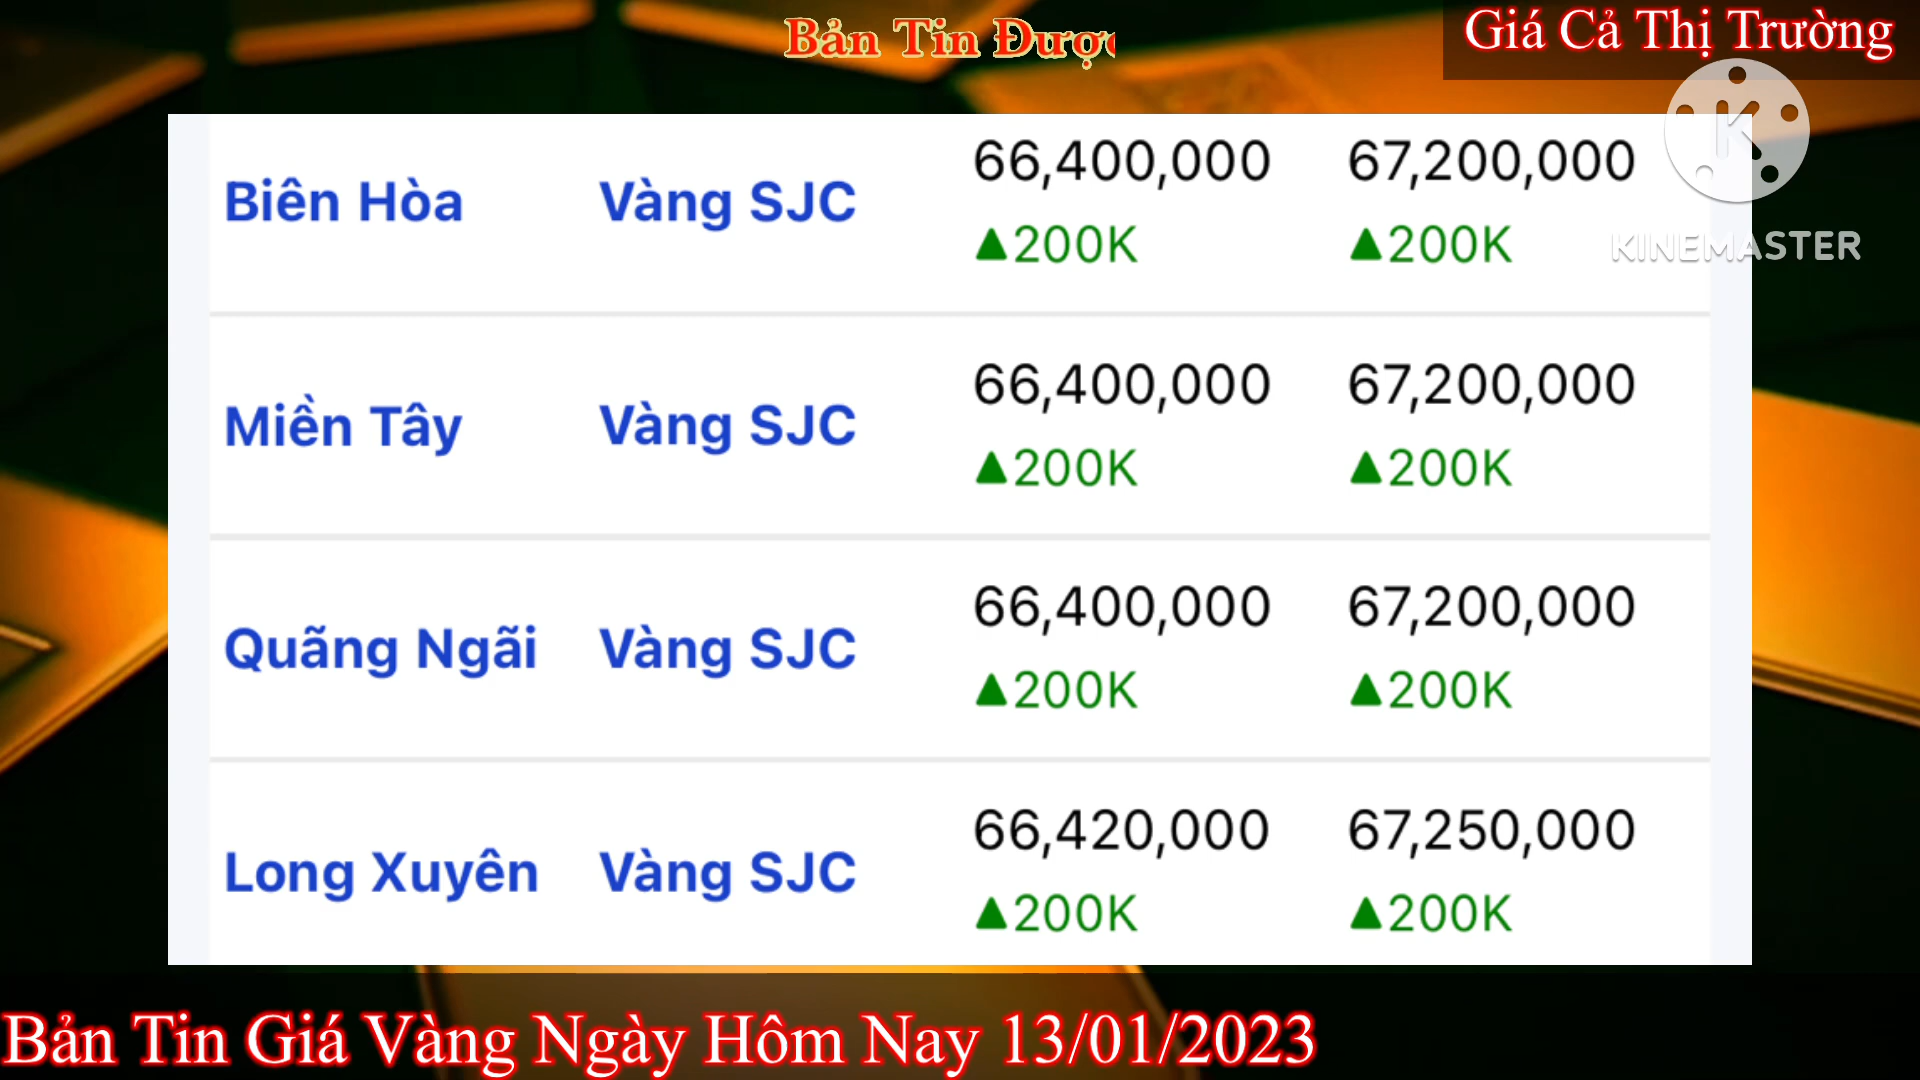 Bản Tin Được
Giá Cả Thị Trường
KINEMASTER
Biên Hòa Vàng SJC 66,400,000 67,200,000
▲200K ▲200K
Miền Tây Vàng SJC 66,400,000 67,200,000
▲200K ▲200K
Quãng Ngãi Vàng SJC 66,400,000 67,200,000
▲200K ▲200K
Long Xuyên Vàng SJC 66,420,000 67,250,000
▲200K ▲200K
Bản Tin Giá Vàng Ngày Hôm Nay 13/01/2023